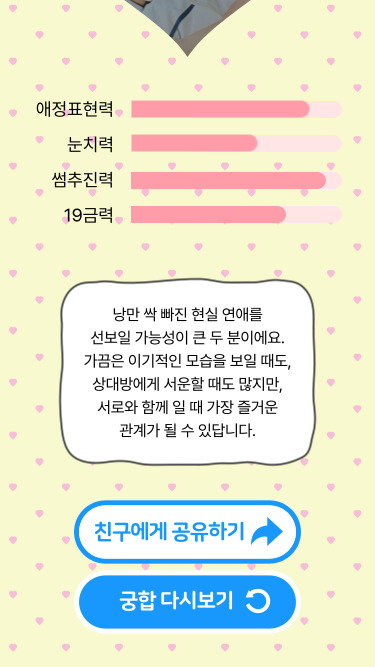 애정표현력
눈치력
썸추진력
19금력
낭만 싹 빠진 현실 연애를
선보일 가능성이 큰 두 분이에요.
가끔은 이기적인 모습을 보일 때도,
상대방에게 서운할 때도 많지만,
서로와 함께 일 때 가장 즐거운
관계가 될 수 있답니다.
친구에게 공유하기
궁합 다시보기